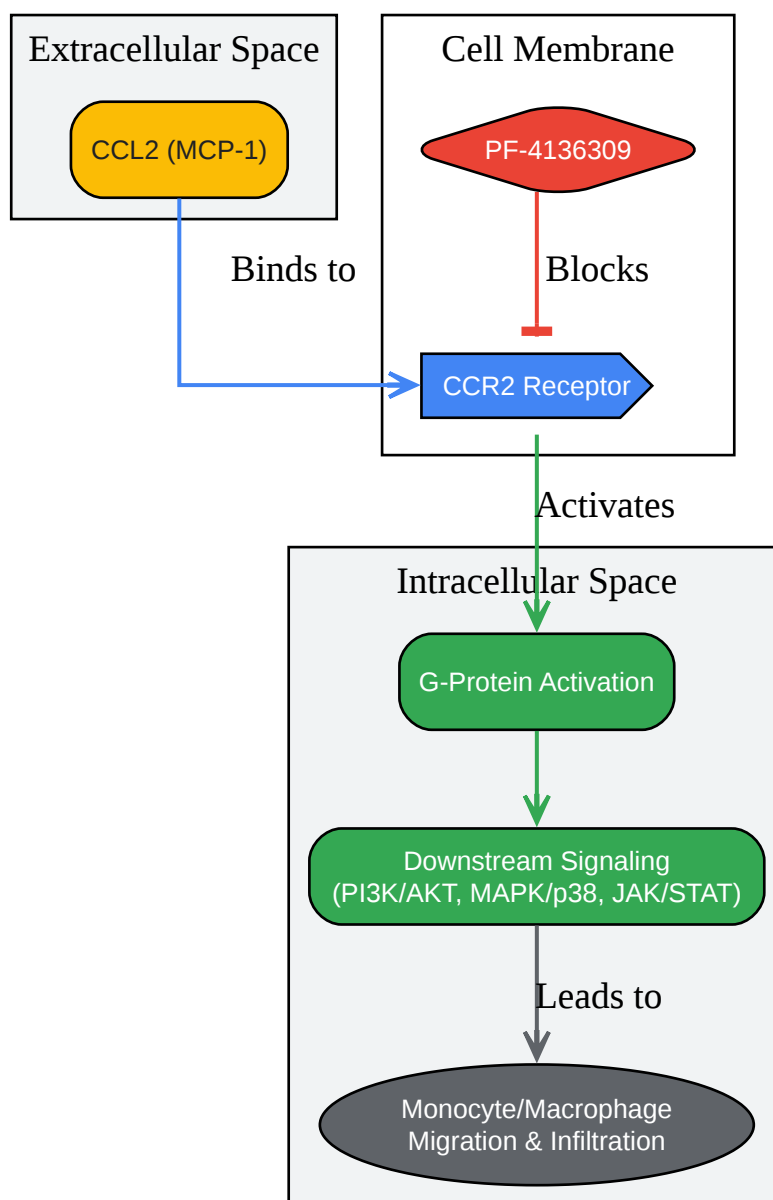 Extracellular Space
Cell Membrane
CCL2 (MCP-1)
PF-4136309
Binds to
Blocks
CCR2 Receptor
Activates
Intracellular Space
G-Protein Activation
Downstream Signaling
(PI3K/AKT, MAPK/p38, JAK/STAT)
Leads to
Monocyte/Macrophage
Migration & Infiltration